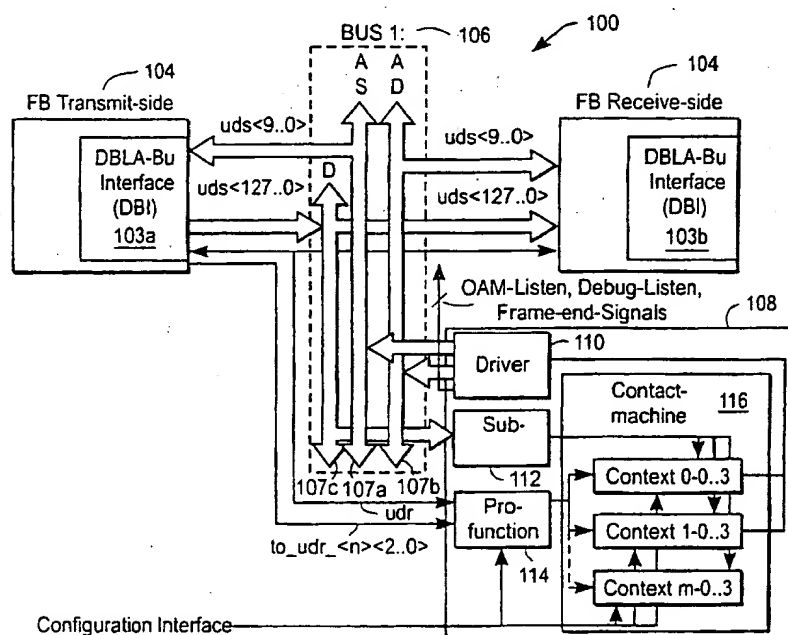 BUS 1:
106
100
104
FB Transmit-side
A
S
A
D
104
FB Receive-side
uds<9..0>
uds<9..0>
DBLA-Bu
Interface
(DBI)
103a
D
uds<127..0>
uds<127..0>
DBLA-Bu
Interface
(DBI)
103b
OAM-Listen, Debug-Listen,
Frame-end-Signals
108
110
Driver
Contact-
machine
116
Sub-
112
107c
107a
107b
udr
to_udr_<n><2..0>
Pro-
function
114
Context 0-0..3
Context 1-0..3
Context m-0..3
Configuration Interface